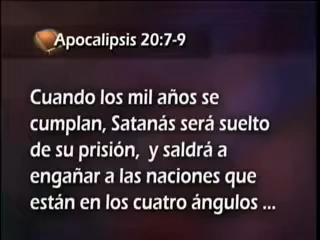 Apocalipsis 20:7-9
Cuando los mil años se
cumplan, Satanás será suelto
de su prisión, y saldrá a
engañar a las naciones que
están en los cuatro ángulos ...